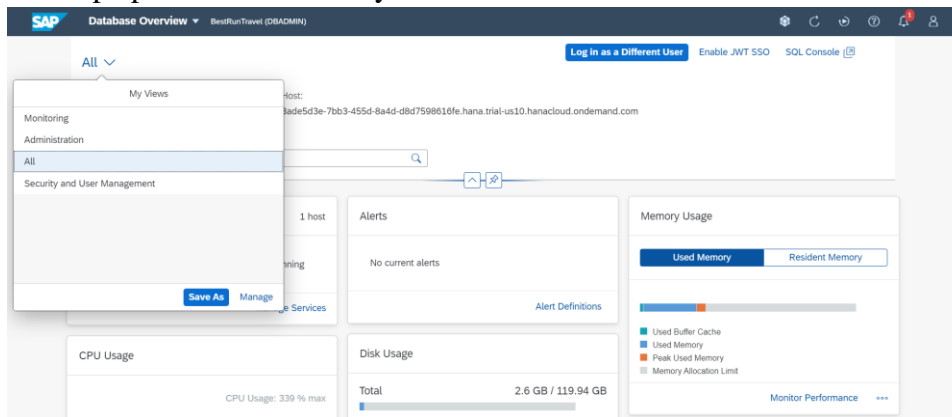 SAP Database Overview BestRunTravel (DBADMIN)
All
Log in as a Different User Enable JWT SSO SQL Console
My Views
Monitoring
Administration
All
Security and User Management
Save As Manage
Host:
ade5d3e-7bb3-455d-8a4d-d8d7598616fe.hana.trial-us10.hanacloud.ondemand.com
1 host
Services
Alerts
No current alerts
Alert Definitions
Memory Usage
Used Memory Resident Memory
Used Buffer Cache
Used Memory
Peak Used Memory
Memory Allocation Limit
Monitor Performance
CPU Usage
CPU Usage: 339 % max
Disk Usage
Total 2.6 GB / 119.94 GB